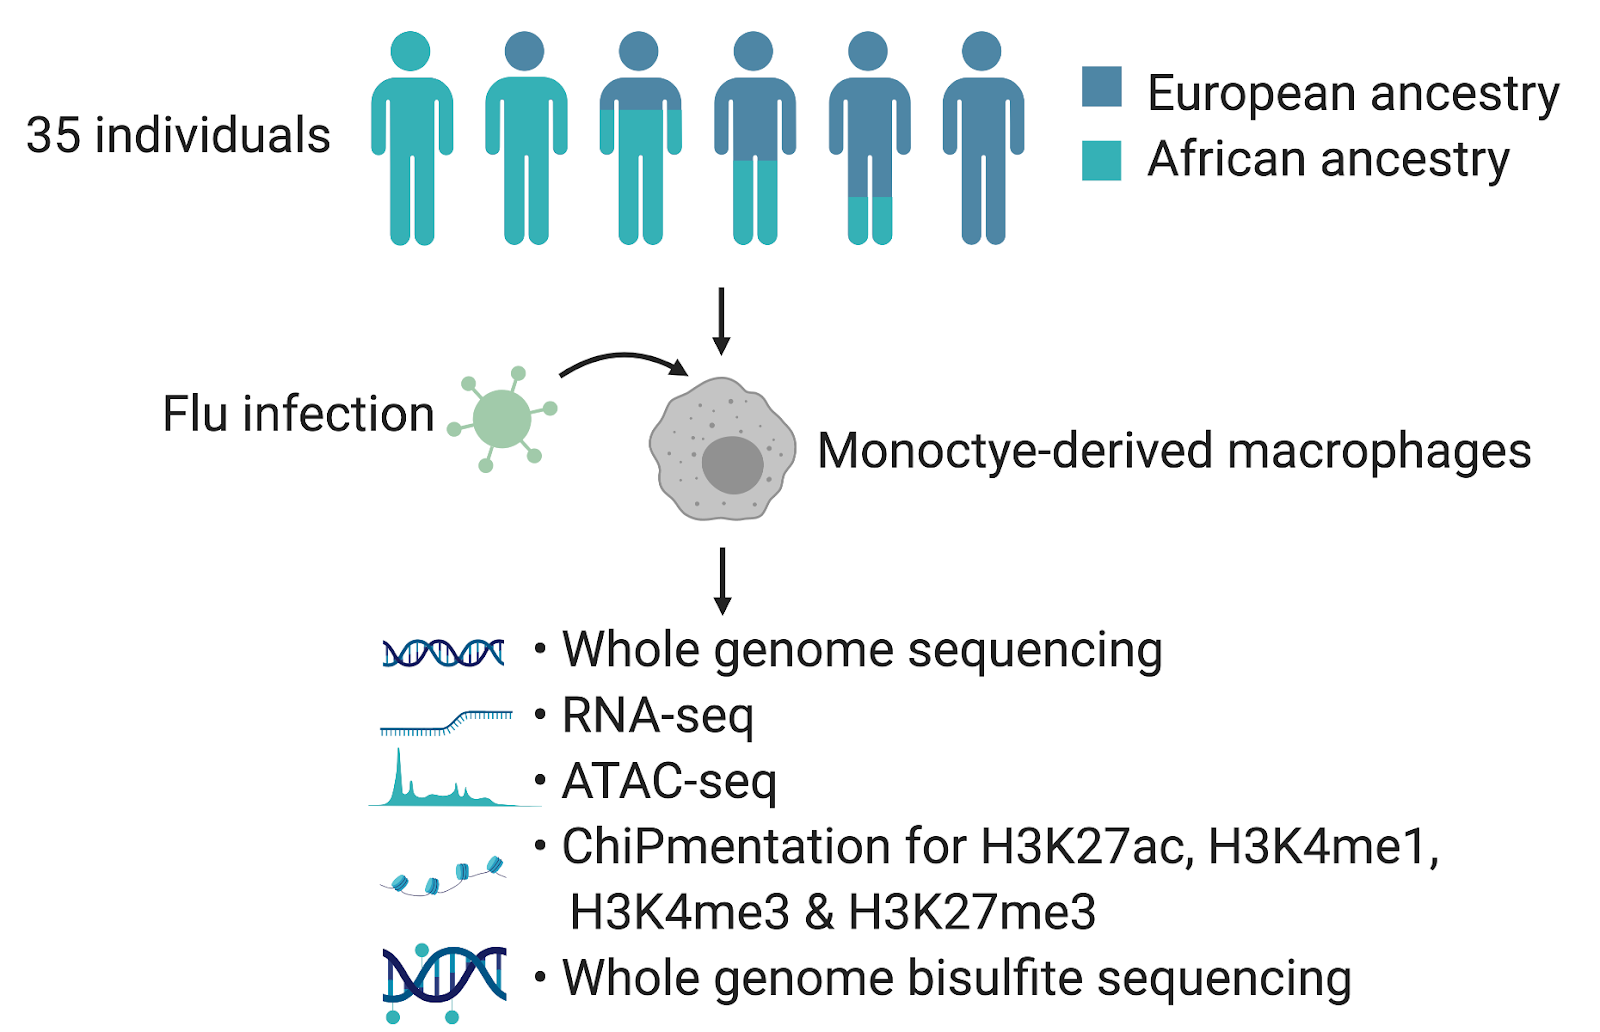 35 individuals
European ancestry
African ancestry
Flu infection
Monoctye-derived macrophages
• Whole genome sequencing
• RNA-seq
• ATAC-seq
• ChiPmentation for H3K27ac, H3K4me1,
H3K4me3 & H3K27me3
• Whole genome bisulfite sequencing